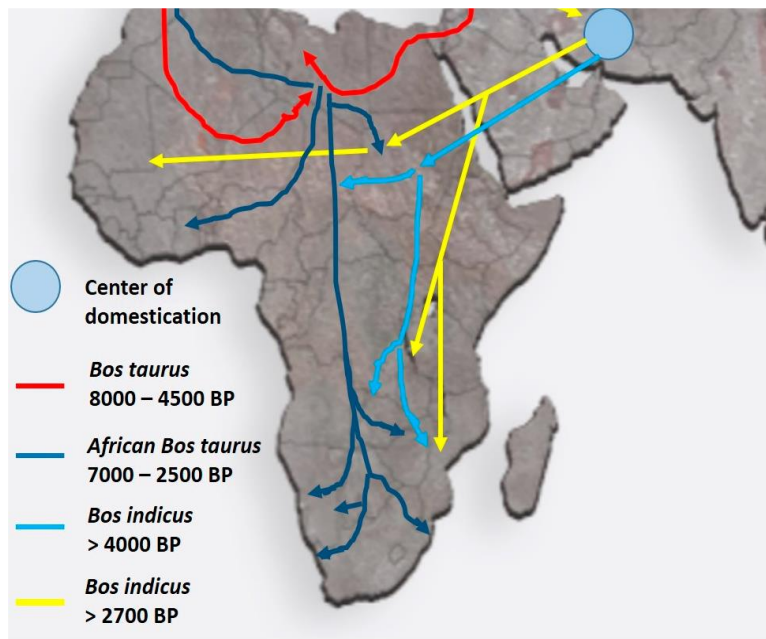 Center of
domestication
Bos taurus
8000 – 4500 BP
African Bos taurus
7000 – 2500 BP
Bos indicus
> 4000 BP
Bos indicus
> 2700 BP